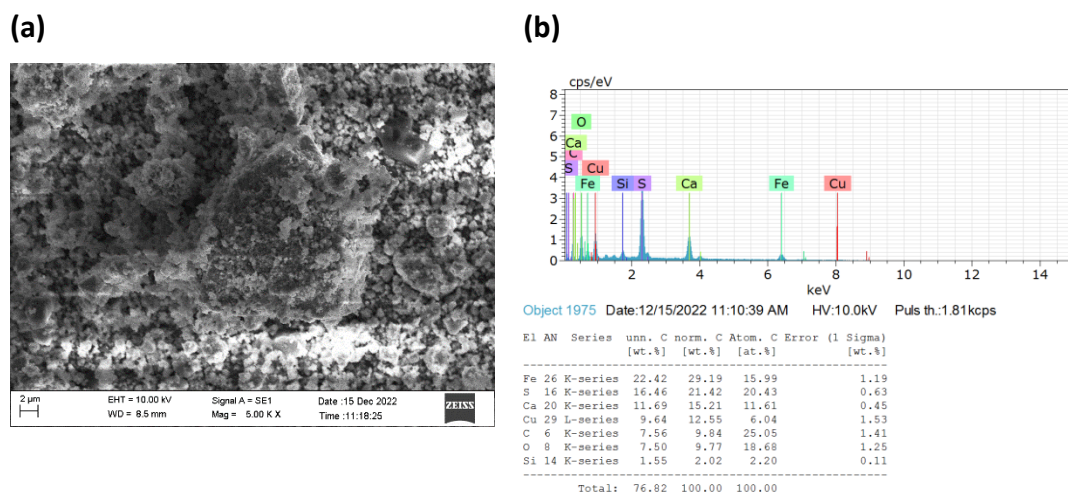 (a)
(b)
2 μm
EHT = 10.00 kV
WD = 8.5 mm
Signal A = SE1
Mag = 5.00 K X
Date :15 Dec 2022
Time :11:18:25
ZEISS
cps/eV
8
7
6
5
4
3
2
1
0
O
Ca
C
S
Cu
Fe
Si
S
Ca
Fe
Cu
2 4 6 8 10 12 14
keV
Object 1975 Date:12/15/2022 11:10:39 AM HV:10.0kV Puls th.:1.81kcps
El AN Series unn. C norm. C Atom. C Error (1 Sigma)
[wt.%] [wt.%] [at.%] [wt.%]
Fe 26 K-series 22.42 29.19 15.99 1.19
S 16 K-series 16.46 21.42 20.43 0.63
Ca 20 K-series 11.69 15.21 11.61 0.45
Cu 29 L-series 9.64 12.55 6.04 1.53
C 6 K-series 7.56 9.84 25.05 1.41
O 8 K-series 7.50 9.77 18.68 1.25
Si 14 K-series 1.55 2.02 2.20 0.11
Total: 76.82 100.00 100.00